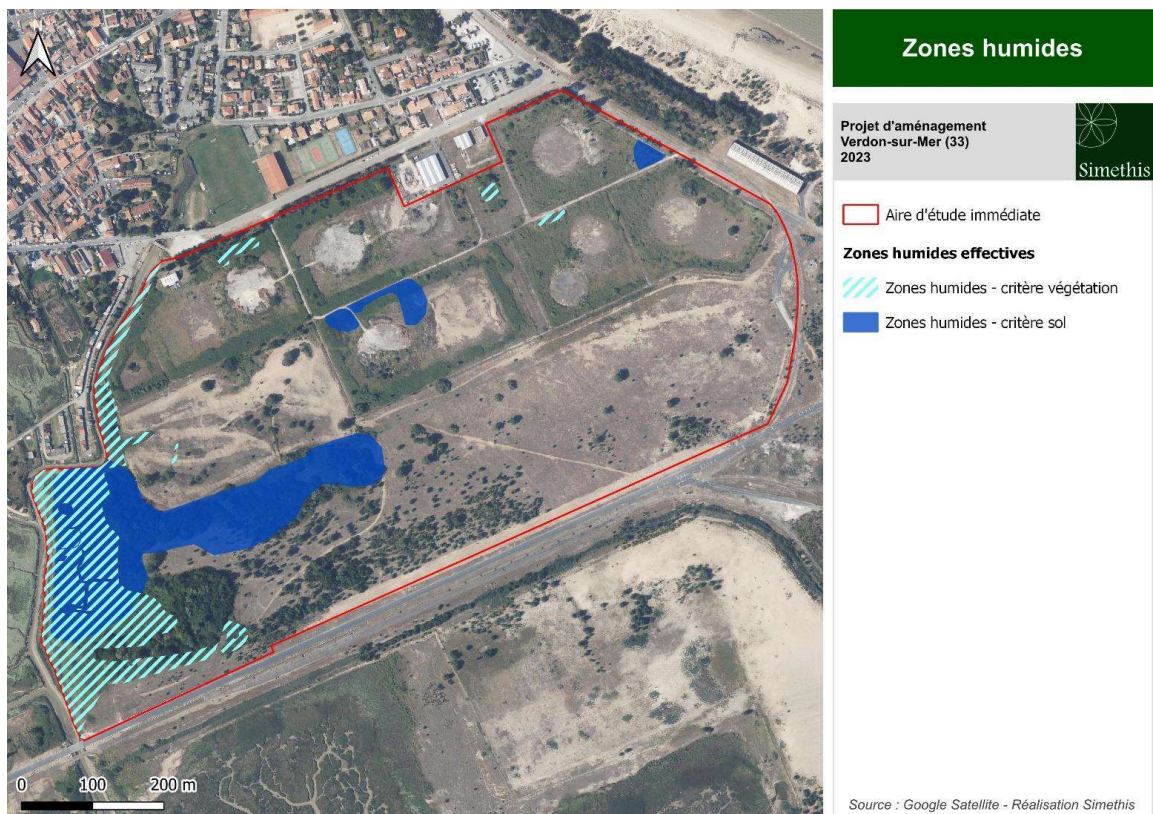 Zones humides
Projet d'aménagement
Verdon-sur-Mer (33)
2023
Simethis
Aire d'étude immédiate
Zones humides effectives
Zones humides - critère végétation
Zones humides - critère sol
0 100 200 m
Source : Google Satellite - Réalisation Simethis